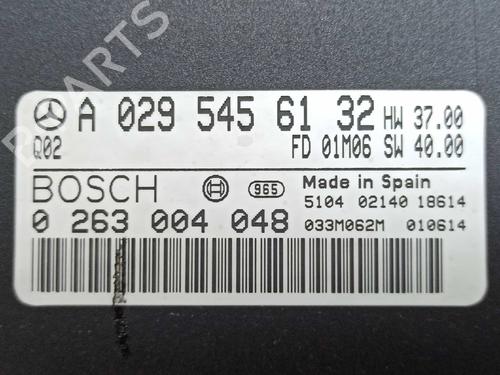 B-PARTS
A 029 545 61 32 HW 37.00
Q02 FD 01M06 SW 40.00
BOSCH 965 Made in Spain
5104 02140 18614
0 263 004 048 033M062M 010614